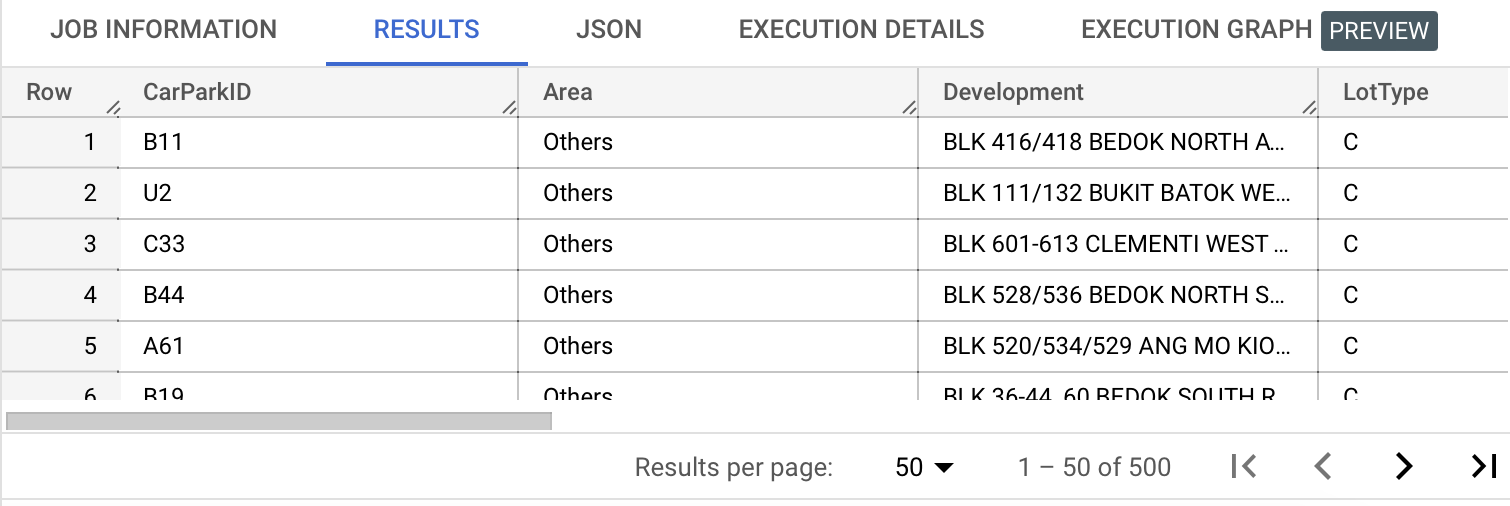 JOB INFORMATION RESULTS JSON EXECUTION DETAILS EXECUTION GRAPH PREVIEW
Row CarParkID Area Development LotType
1 B11 Others BLK 416/418 BEDOK NORTH A... C
2 U2 Others BLK 111/132 BUKIT BATOK WE... C
3 C33 Others BLK 601-613 CLEMENTI WEST ... C
4 B44 Others BLK 528/536 BEDOK NORTH S... C
5 A61 Others BLK 520/534/529 ANG MO KIO... C
6 B19 Others BLK 36-44, 60 BEDOK SOUTH R C
Results per page: 50 1 – 50 of 500